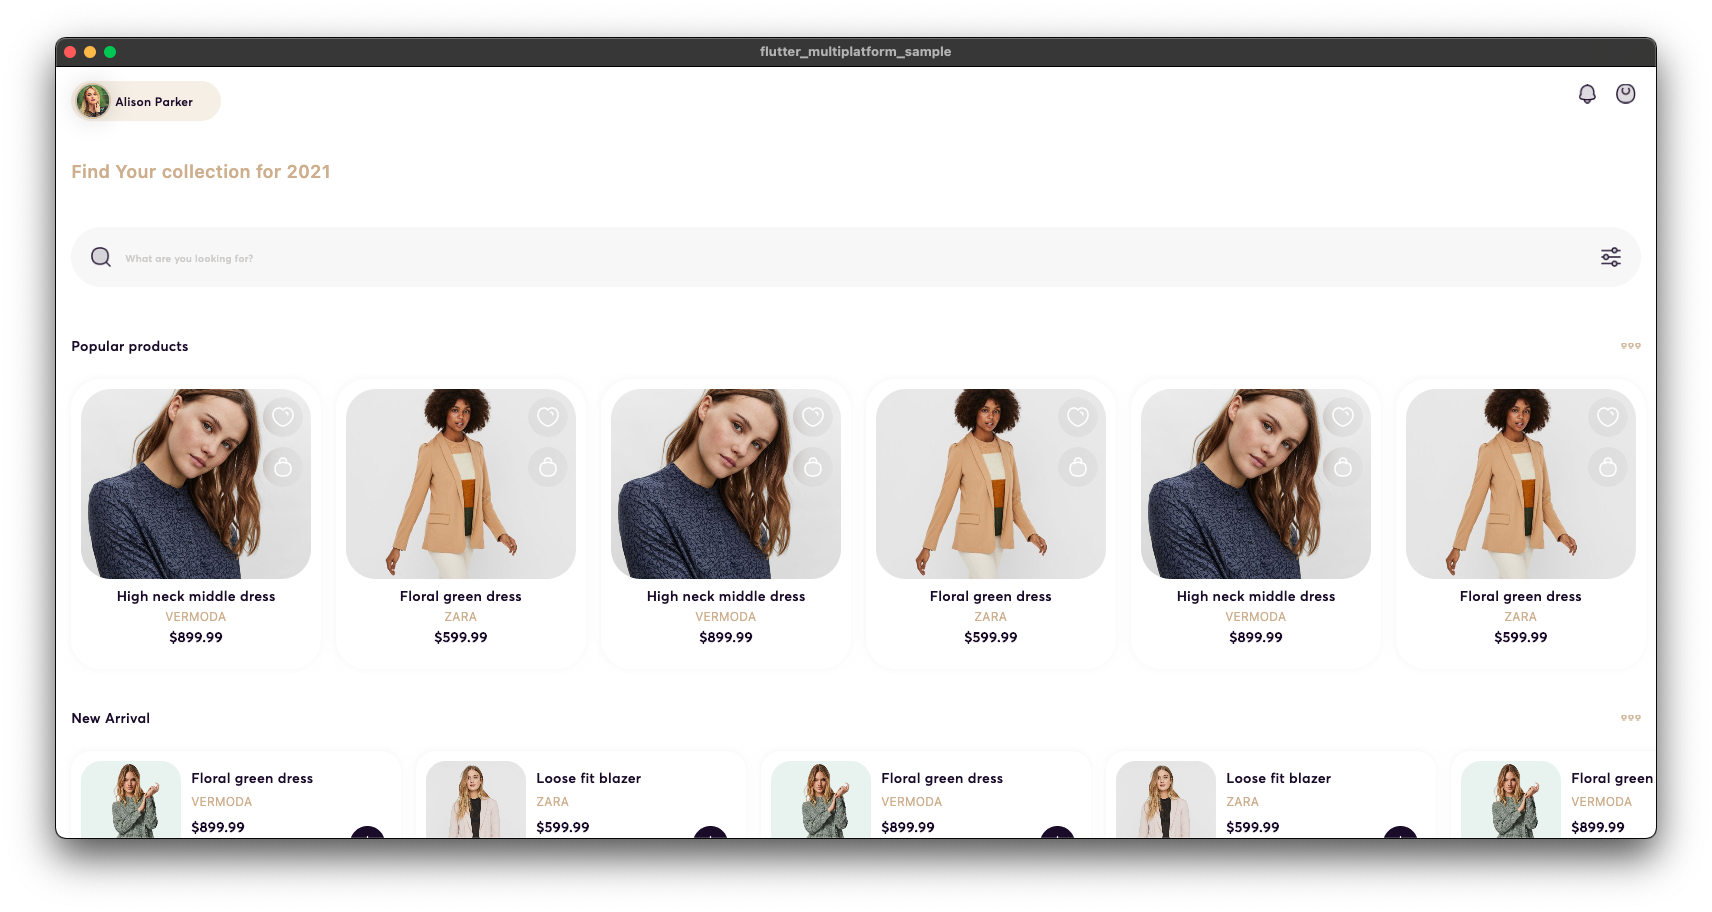 flutter_multiplatform_sample
Alison Parker
Find Your collection for 2021
What are you looking for?
Popular products
High neck middle dress
VERMODA
$899.99
Floral green dress
ZARA
$599.99
High neck middle dress
VERMODA
$899.99
Floral green dress
ZARA
$599.99
High neck middle dress
VERMODA
$899.99
Floral green dress
ZARA
$599.99
New Arrival
Floral green dress
VERMODA
$899.99
Loose fit blazer
ZARA
$599.99
Floral green dress
VERMODA
$899.99
Loose fit blazer
ZARA
$599.99
Floral green
VERMODA
$899.99